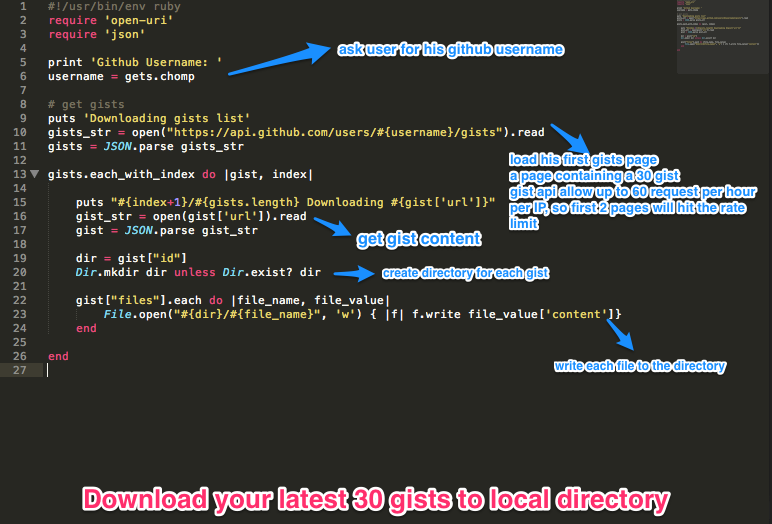 1 #!/usr/bin/env ruby
2 require 'open-uri'
3 require 'json'
4
5 print 'Github Username: '
6 username = gets.chomp
ask user for his github username
7
8 # get gists
9 puts 'Downloading gists list'
10 gists_str = open("https://api.github.com/users/#{username}/gists").read
11 gists = JSON.parse gists_str
load his first gists page
a page containing a 30 gist
gist api allow up to 60 request per hour
per IP, so first 2 pages will hit the rate
limit
12
13 gists.each_with_index do |gist, index|
14
15 puts "#{index+1}/#{gists.length} Downloading #{gist['url']}"
16 gist_str = open(gist['url']).read
17 gist = JSON.parse gist_str
get gist content
18
19 dir = gist["id"]
20 Dir.mkdir dir unless Dir.exist? dir
create directory for each gist
21
22 gist["files"].each do |file_name, file_value|
23 File.open("#{dir}/#{file_name}", 'w') { |f| f.write file_value['content']}
24 end
write each file to the directory
25
26 end
27
Download your latest 30 gists to local directory